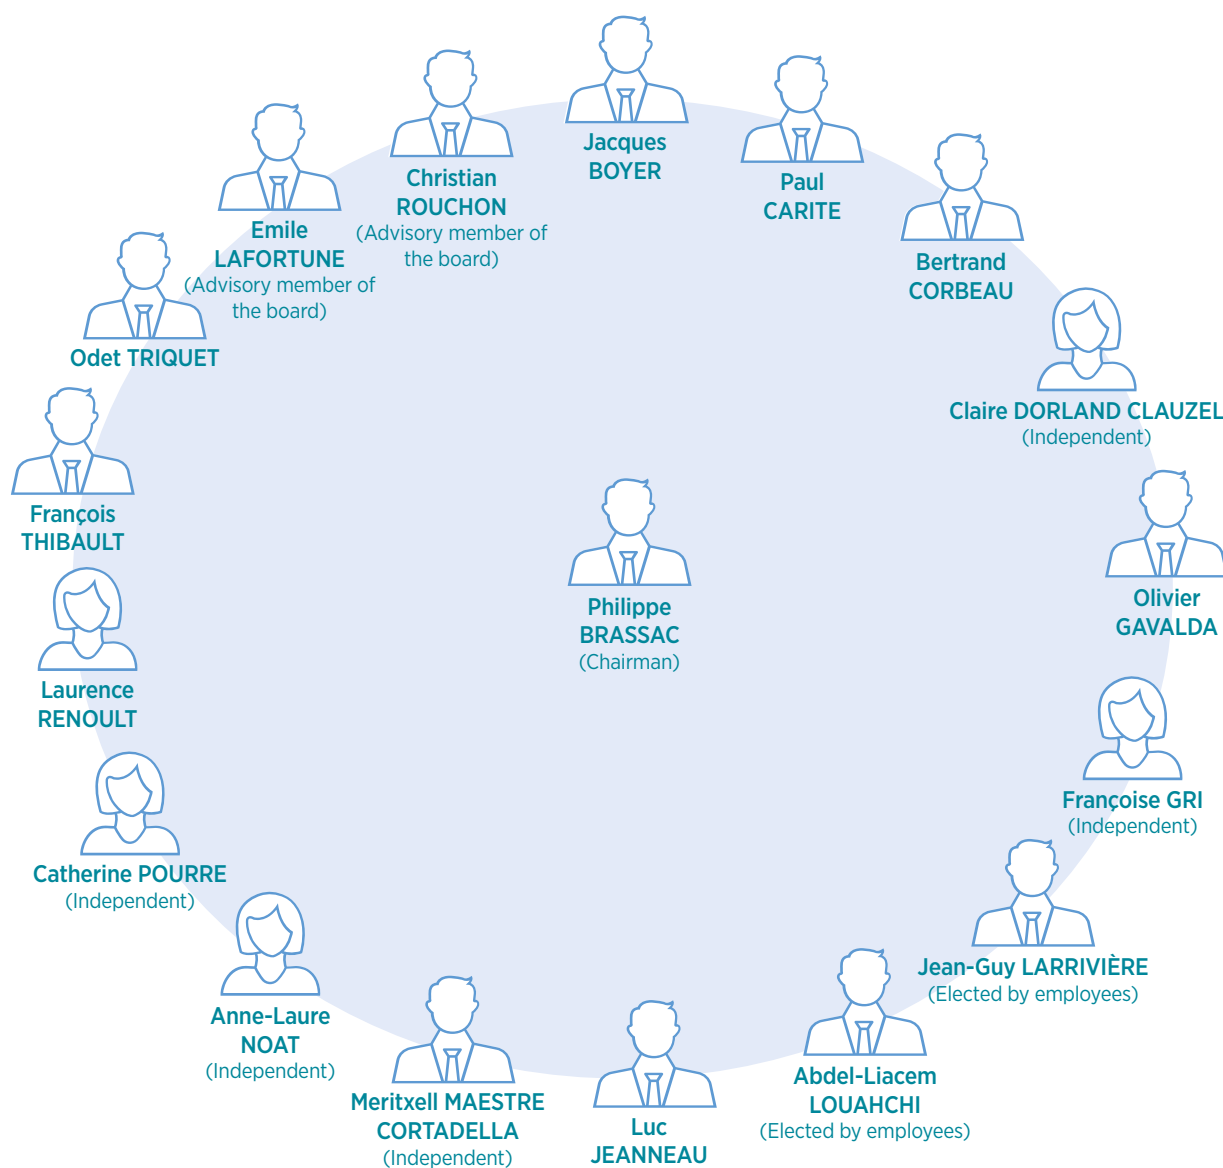 Jacques
BOYER
Paul
CARITE
Christian
ROUCHON
(Advisory member of
the board)
Emile
LAFORTUNE
(Advisory member of
the board)
Bertrand
CORBEAU
Odet TRIQUET
Claire DORLAND CLAUZEL
(Independent)
François
THIBAULT
Philippe
BRASSAC
(Chairman)
Olivier
GAVALDA
Laurence
RENOULT
Françoise GRI
(Independent)
Catherine POURRE
(Independent)
Jean-Guy LARRIVIÈRE
(Elected by employees)
Anne-Laure
NOAT
(Independent)
Abdel-Liacem
LOUAHCHI
(Elected by employees)
Meritxell MAESTRE
CORTADELLA
(Independent)
Luc
JEANNEAU